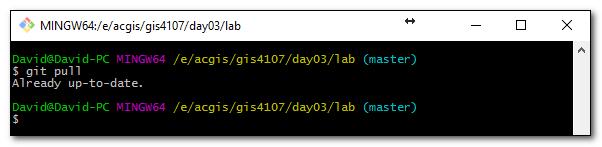 MINGW64:/e/acgis/gis4107/day03/lab
David@David-PC MINGW64 /e/acgis/gis4107/day03/lab (master)
$ git pull
Already up-to-date.
David@David-PC MINGW64 /e/acgis/gis4107/day03/lab (master)
$